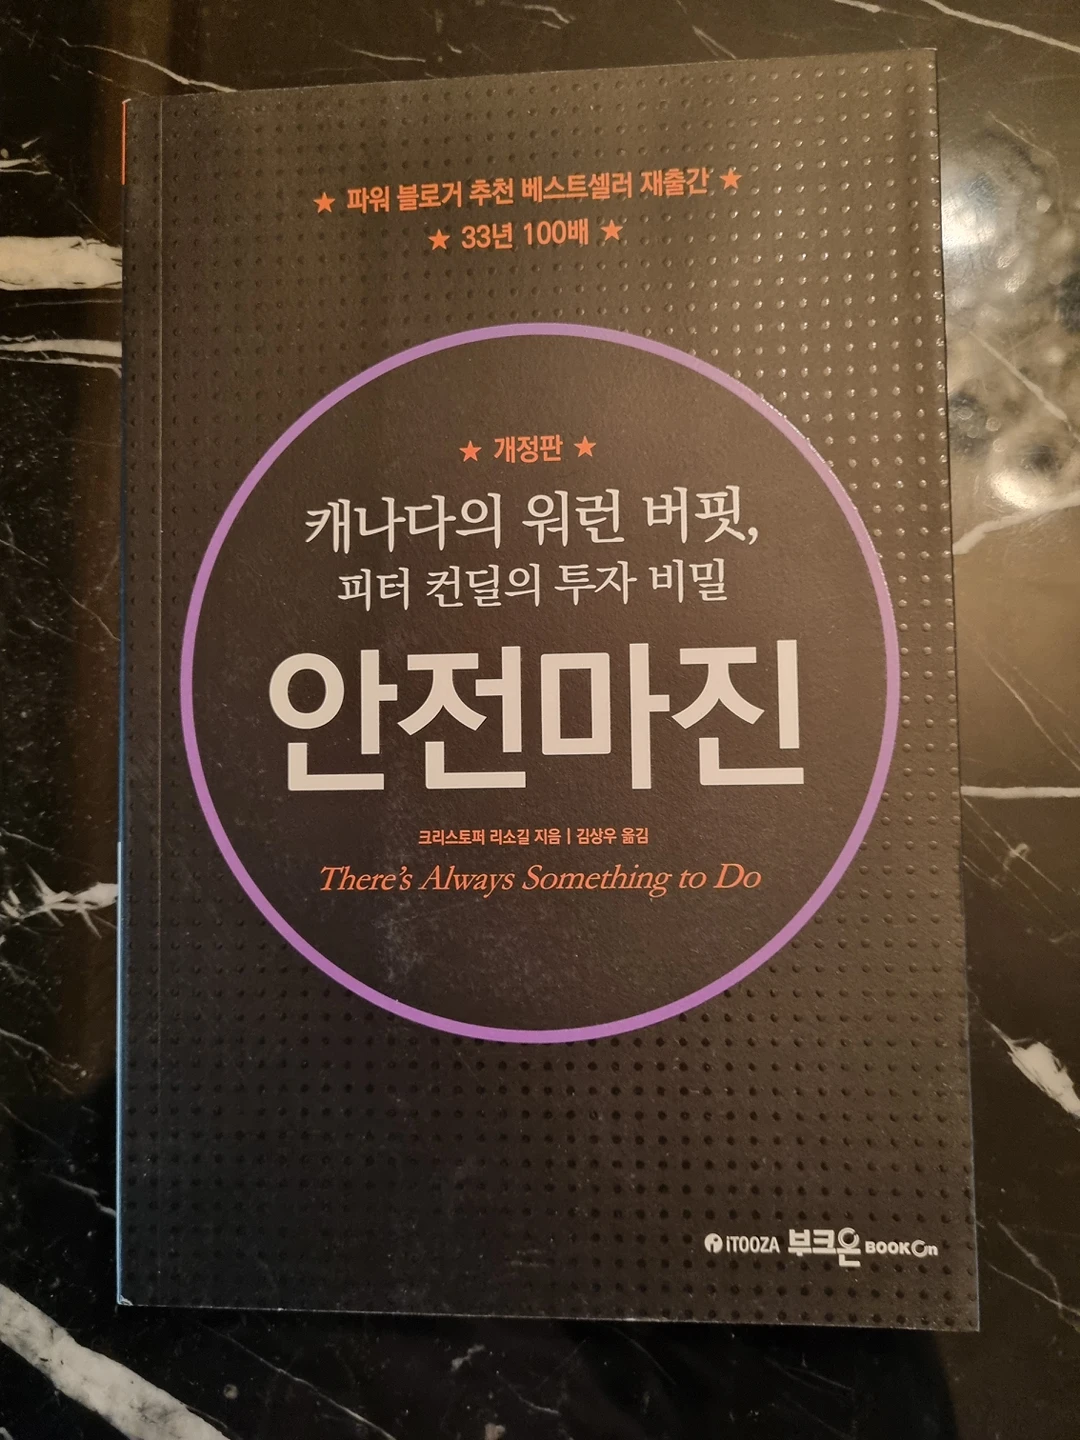 ★ 파워 블로거 추천 베스트셀러 재출간 ★
★ 33년 100배 ★
★ 개정판 ★
캐나다의 워런 버핏,
피터 컨딜의 투자 비밀
안전마진
크리스토퍼 리소길 지음 | 김상우 옮김
There's Always Something to Do
iTOOZA 부크온 BOOKOn